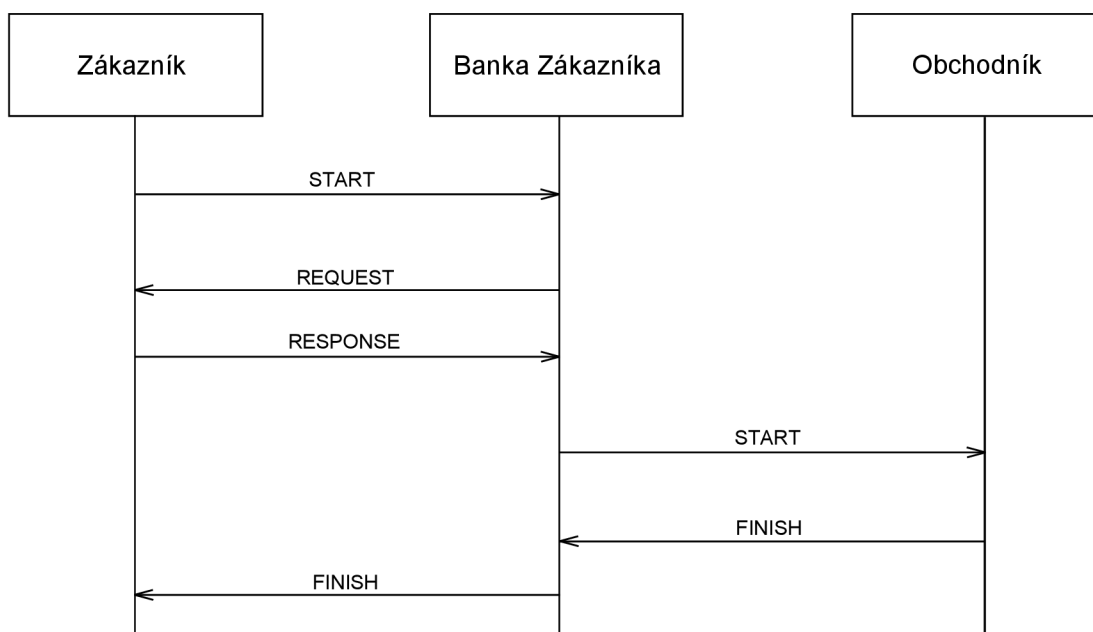 Zákazník
Banka Zákazníka
Obchodník
START
REQUEST
RESPONSE
START
FINISH
FINISH